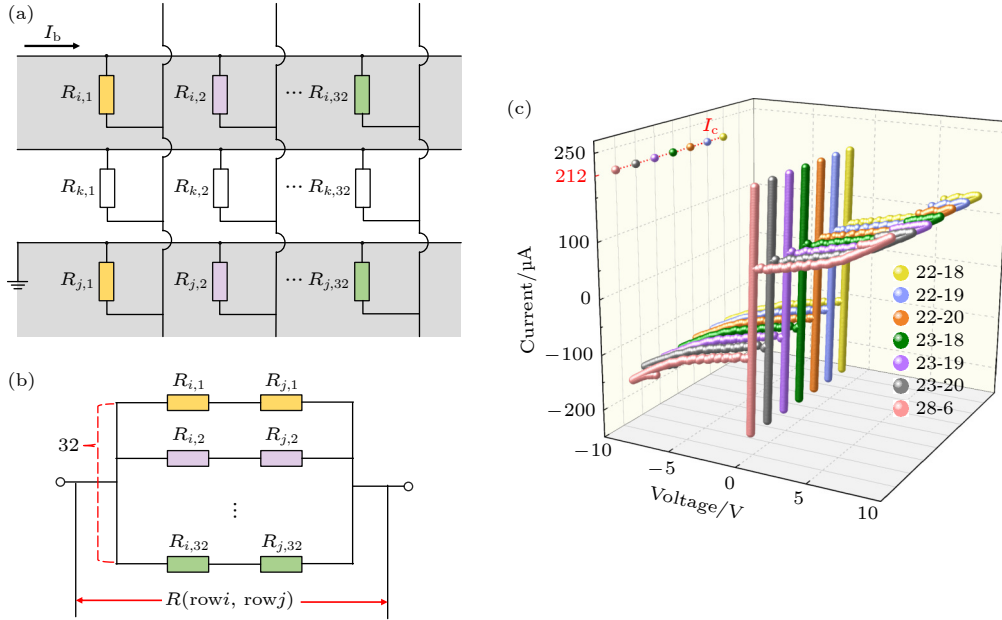 (a)
I_b
R_{i,1} R_{i,2} ··· R_{i,32}
R_{k,1} R_{k,2} ··· R_{k,32}
R_{j,1} R_{j,2} R_{j,32}
(b)
R_{i,1} R_{j,1}
32
R_{i,2} R_{j,2}
⋮
R_{i,32} R_{j,32}
R(rowi, rowj)
(c)
I_c
250
212
100
0
−100
−200
Current/μA
−10
−5
0
5
10
Voltage/V
22-18
22-19
22-20
23-18
23-19
23-20
28-6